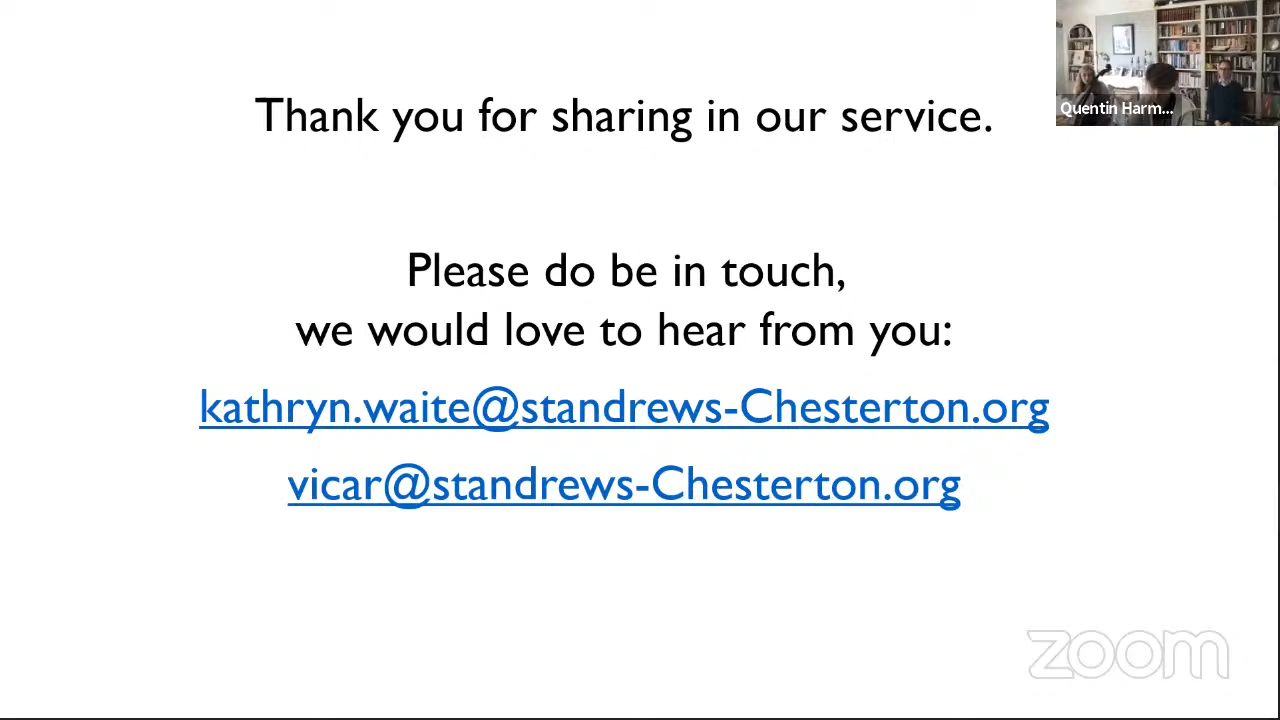 Thank you for sharing in our service.
Quentin Harm...
Please do be in touch,
we would love to hear from you:
kathryn.waite@standrews-Chesterton.org
vicar@standrews-Chesterton.org
zoom